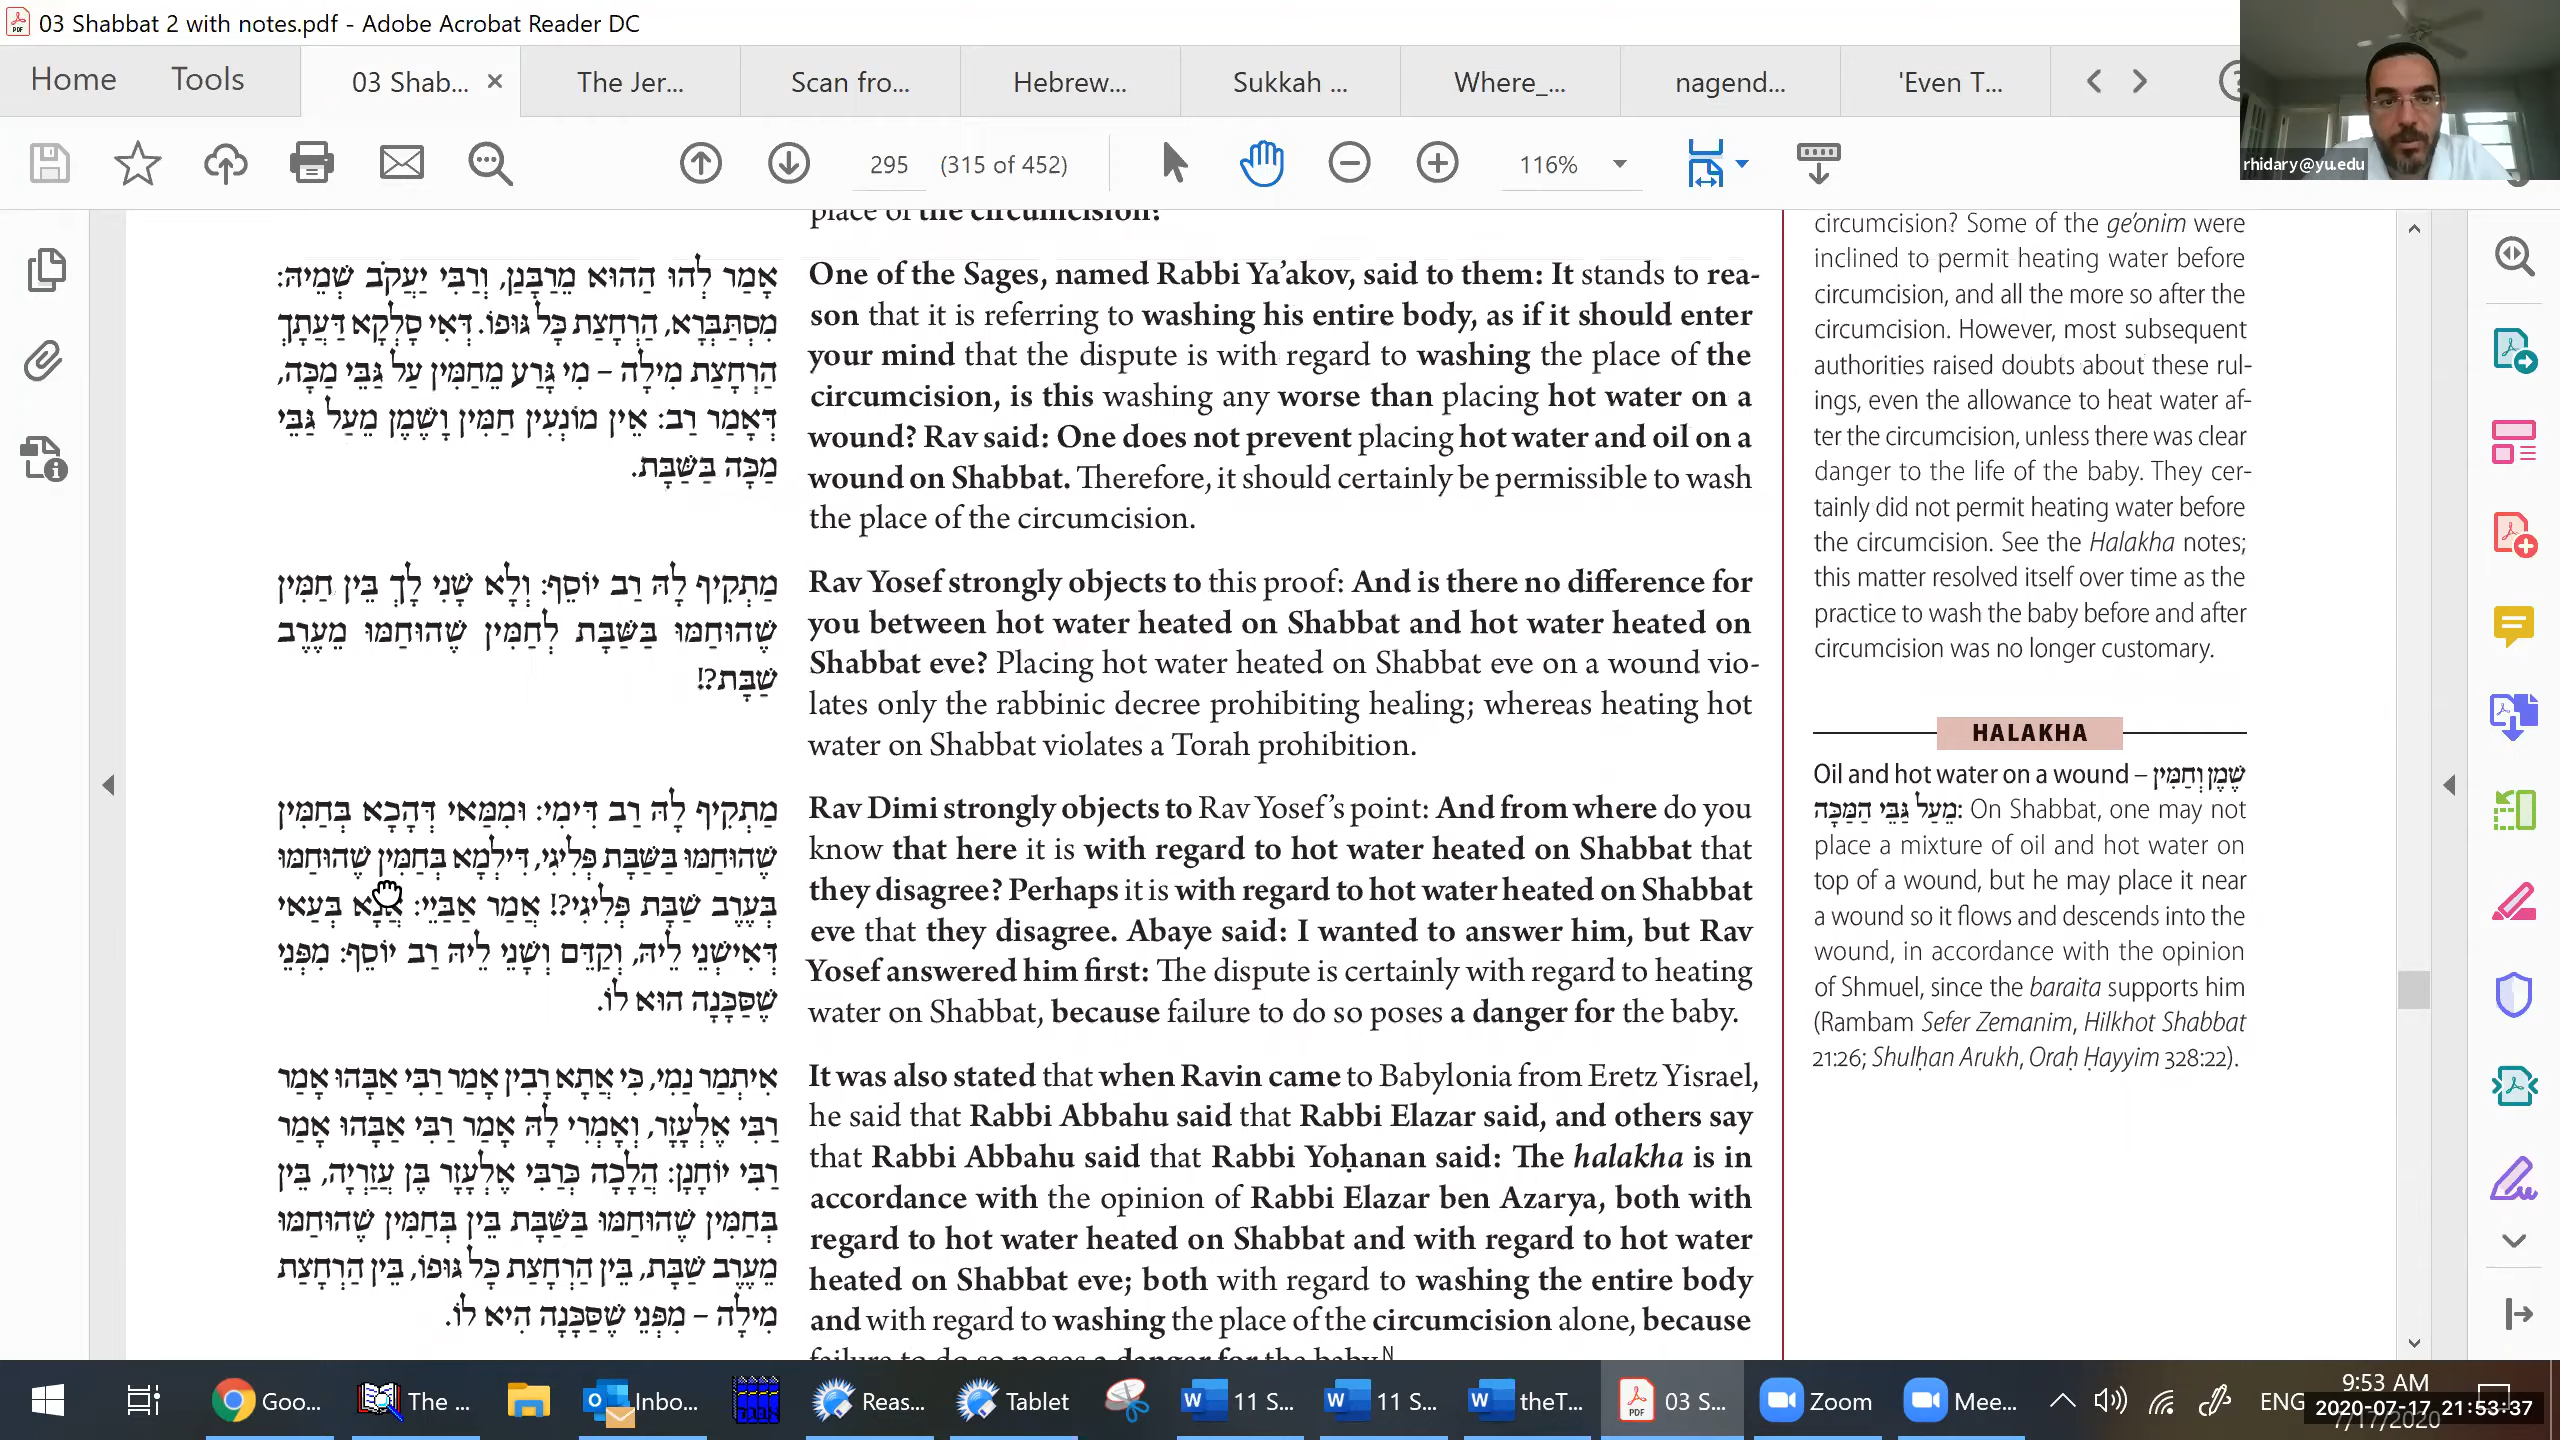 03 Shabbat 2 with notes.pdf - Adobe Acrobat Reader DC
Home
Tools
03 Shab...
The Jer...
Scan fro...
Hebrew...
Sukkah ...
Where_...
nagend...
'Even T...
295
(315 of 452)
116%
rhidary@yu.edu
place of the circumcision?
אָמַר לְהוּ הַהוּא מֵרַבָּנַן, וְרַבִּי יַעֲקֹב שְׁמֵיהּ:
מִסְתַּבְּרָא, הַרְחָצַת כָּל גּוּפוֹ. דְּאִי סָלְקָא דַּעְתָּךְ
הַרְחָצַת מִילָה – מִי גָּרַע מֵחַמִּין עַל גַּבֵּי מַכָּה,
דְּאָמַר רַב: אֵין מוֹנְעִין חַמִּין וָשֶׁמֶן מֵעַל גַּבֵּי
מַכָּה בַּשַּׁבָּת.
One of the Sages, named Rabbi Ya’akov, said to them: It stands to rea-
son that it is referring to washing his entire body, as if it should enter
your mind that the dispute is with regard to washing the place of the
circumcision, is this washing any worse than placing hot water on a
wound? Rav said: One does not prevent placing hot water and oil on a
wound on Shabbat. Therefore, it should certainly be permissible to wash
the place of the circumcision.
מַתְקִיף לָהּ רַב יוֹסֵף: וְלָא שָׁנֵי לָךְ בֵּין חַמִּין
שֶׁהוּחַמּוּ בַּשַּׁבָּת לְחַמִּין שֶׁהוּחַמּוּ מֵעֶרֶב
שַׁבָּת?!
Rav Yosef strongly objects to this proof: And is there no difference for
you between hot water heated on Shabbat and hot water heated on
Shabbat eve? Placing hot water heated on Shabbat eve on a wound vio-
lates only the rabbinic decree prohibiting healing; whereas heating hot
water on Shabbat violates a Torah prohibition.
מַתְקִיף לָהּ רַב דִּימִי: וּמִמַּאי דְּהָכָא בְּחַמִּין
שֶׁהוּחַמּוּ בַּשַּׁבָּת פְּלִיגִי, דִּילְמָא בְּחַמִּין שֶׁהוּחַמּוּ
בְּעֶרֶב שַׁבָּת פְּלִיגִי?! אֲמַר אַבַּיֵי: אֲנָא בְּעַאי
דְּאִישַׁנֵּי לֵיהּ, וְקַדֵּם וְשָׁנֵי לֵיהּ רַב יוֹסֵף: מִפְּנֵי
שֶׁסַּכָּנָה הוּא לוֹ.
Rav Dimi strongly objects to Rav Yosef’s point: And from where do you
know that here it is with regard to hot water heated on Shabbat that
they disagree? Perhaps it is with regard to hot water heated on Shabbat
eve that they disagree. Abaye said: I wanted to answer him, but Rav
Yosef answered him first: The dispute is certainly with regard to heating
water on Shabbat, because failure to do so poses a danger for the baby.
אִיתְּמַר נַמִי, כִּי אֲתָא רָבִין אָמַר רַבִּי אַבָּהוּ אָמַר
רַבִּי אֶלְעָזָר, וְאָמְרִי לָהּ אָמַר רַבִּי אַבָּהוּ אָמַר
רַבִּי יוֹחָנָן: הֲלָכָה כְּרַבִּי אֶלְעָזָר בֶּן עֲזַרְיָה, בֵּין
בְּחַמִּין שֶׁהוּחַמּוּ בַּשַּׁבָּת בֵּין בְּחַמִּין שֶׁהוּחַמּוּ
מֵעֶרֶב שַׁבָּת, בֵּין הַרְחָצַת כָּל גּוּפוֹ, בֵּין הַרְחָצַת
מִילָה – מִפְּנֵי שֶׁסַּכָּנָה הִיא לוֹ.
It was also stated that when Ravin came to Babylonia from Eretz Yisrael,
he said that Rabbi Abbahu said that Rabbi Elazar said, and others say
that Rabbi Abbahu said that Rabbi Yoḥanan said: The halakha is in
accordance with the opinion of Rabbi Elazar ben Azarya, both with
regard to hot water heated on Shabbat and with regard to hot water
heated on Shabbat eve; both with regard to washing the entire body
and with regard to washing the place of the circumcision alone, because
failure to do so poses a danger for the baby.N
circumcision? Some of the ge’onim were
inclined to permit heating water before
circumcision, and all the more so after the
circumcision. However, most subsequent
authorities raised doubts about these rul-
ings, even the allowance to heat water af-
ter the circumcision, unless there was clear
danger to the life of the baby. They cer-
tainly did not permit heating water before
the circumcision. See the Halakha notes;
this matter resolved itself over time as the
practice to wash the baby before and after
circumcision was no longer customary.
HALAKHA
Oil and hot water on a wound – שֶׁמֶן וְחַמִּין
מֵעַל גַּבֵּי הַמַּכָּה: On Shabbat, one may not
place a mixture of oil and hot water on
top of a wound, but he may place it near
a wound so it flows and descends into the
wound, in accordance with the opinion
of Shmuel, since the baraita supports him
(Rambam Sefer Zemanim, Hilkhot Shabbat
21:26; Shulḥan Arukh, Oraḥ Ḥayyim 328:22).
Goo...
The ...
Inbo...
Reas...
Tablet
11 S...
11 S...
theT...
03 S...
Zoom
Mee...
ENG
9:53 AM
2020-07-17 21:53:37
7/17/2020